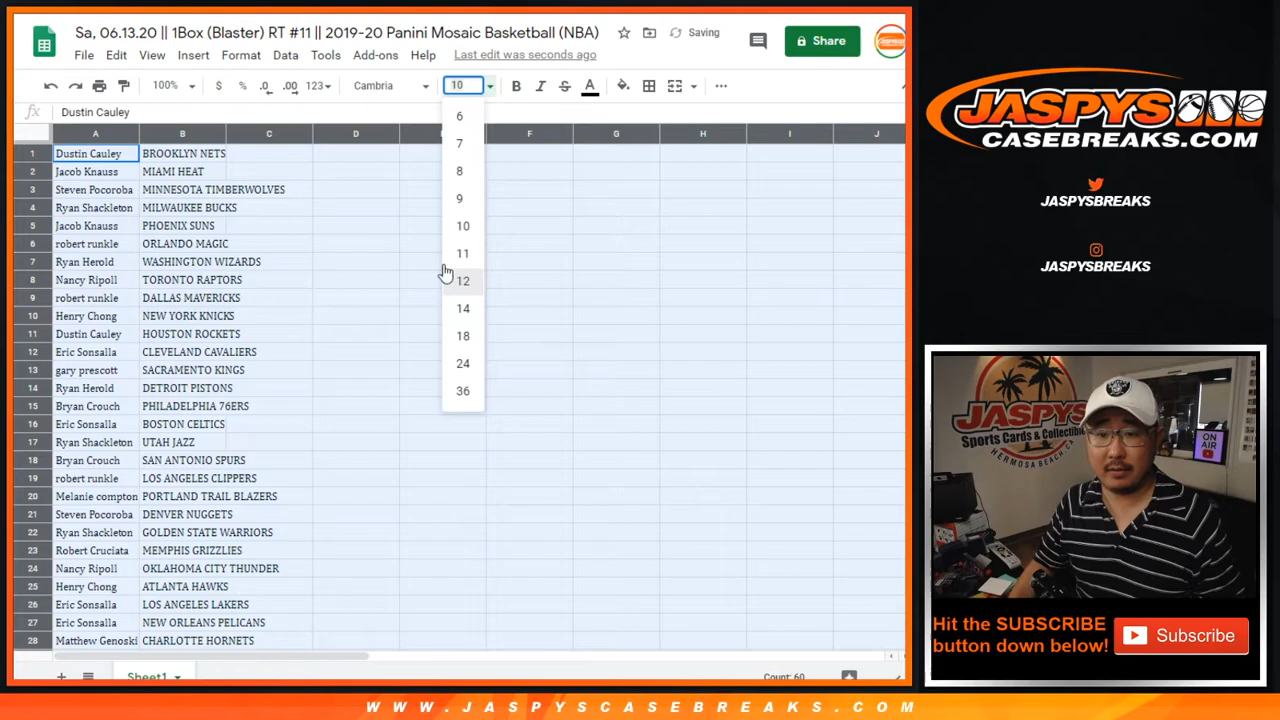 Sa, 06.13.20 || 1Box (Blaster) RT #11 || 2019-20 Panini Mosaic Basketball (NBA)
Saving
Share
File Edit View Insert Format Data Tools Add-ons Help Last edit was seconds ago
100% $ % .0 .00 123 Cambria 10 B I S A
fx Dustin Cauley
A B C D F G H I J
1 Dustin Cauley BROOKLYN NETS
2 Jacob Knauss MIAMI HEAT
3 Steven Pocoroba MINNESOTA TIMBERWOLVES
4 Ryan Shackleton MILWAUKEE BUCKS
5 Jacob Knauss PHOENIX SUNS
6 robert runkle ORLANDO MAGIC
7 Ryan Herold WASHINGTON WIZARDS
8 Nancy Ripoll TORONTO RAPTORS
9 robert runkle DALLAS MAVERICKS
10 Henry Chong NEW YORK KNICKS
11 Dustin Cauley HOUSTON ROCKETS
12 Eric Sonsalla CLEVELAND CAVALIERS
13 gary prescott SACRAMENTO KINGS
14 Ryan Herold DETROIT PISTONS
15 Bryan Crouch PHILADELPHIA 76ERS
16 Eric Sonsalla BOSTON CELTICS
17 Ryan Shackleton UTAH JAZZ
18 Bryan Crouch SAN ANTONIO SPURS
19 robert runkle LOS ANGELES CLIPPERS
20 Melanie compton PORTLAND TRAIL BLAZERS
21 Steven Pocoroba DENVER NUGGETS
22 Ryan Shackleton GOLDEN STATE WARRIORS
23 Robert Cruciata MEMPHIS GRIZZLIES
24 Nancy Ripoll OKLAHOMA CITY THUNDER
25 Henry Chong ATLANTA HAWKS
26 Eric Sonsalla LOS ANGELES LAKERS
27 Eric Sonsalla NEW ORLEANS PELICANS
28 Matthew Genoski CHARLOTTE HORNETS
6
7
8
9
10
11
12
14
18
24
36
Sheet1
Count: 60
JASPYS
CASEBREAKS.COM
JASPYSBREAKS
JASPYSBREAKS
JASPY'S
Sports Cards & Collectibles
HERMOSA BEACH, CA
ON AIR
Hit the SUBSCRIBE
button down below!
Subscribe
WWW.JASPYSCASEBREAKS.COM